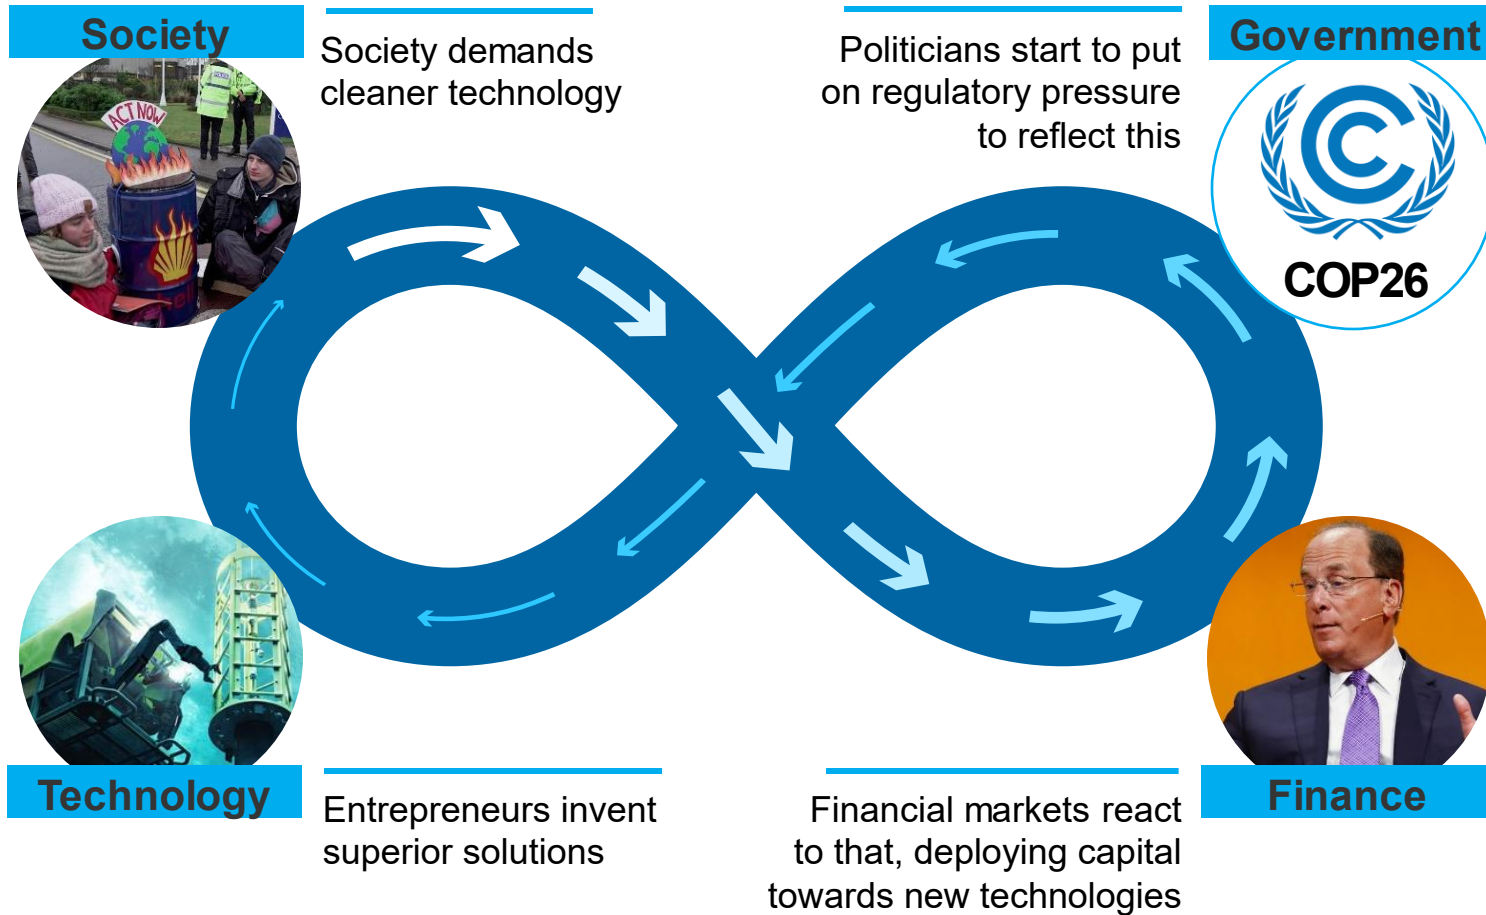 Society
Society demands
cleaner technology
ACT NOW
Politicians start to put
on regulatory pressure
to reflect this
Government
COP26
Technology
Entrepreneurs invent
superior solutions
Financial markets react
to that, deploying capital
towards new technologies
Finance